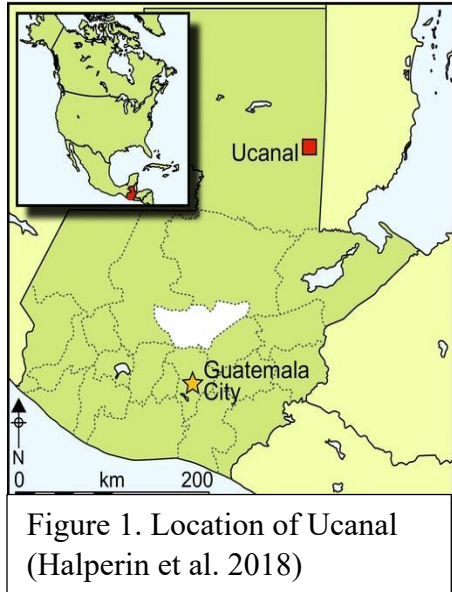 Ucanal
Guatemala
City
N
0 km 200
Figure 1. Location of Ucanal
(Halperin et al. 2018)